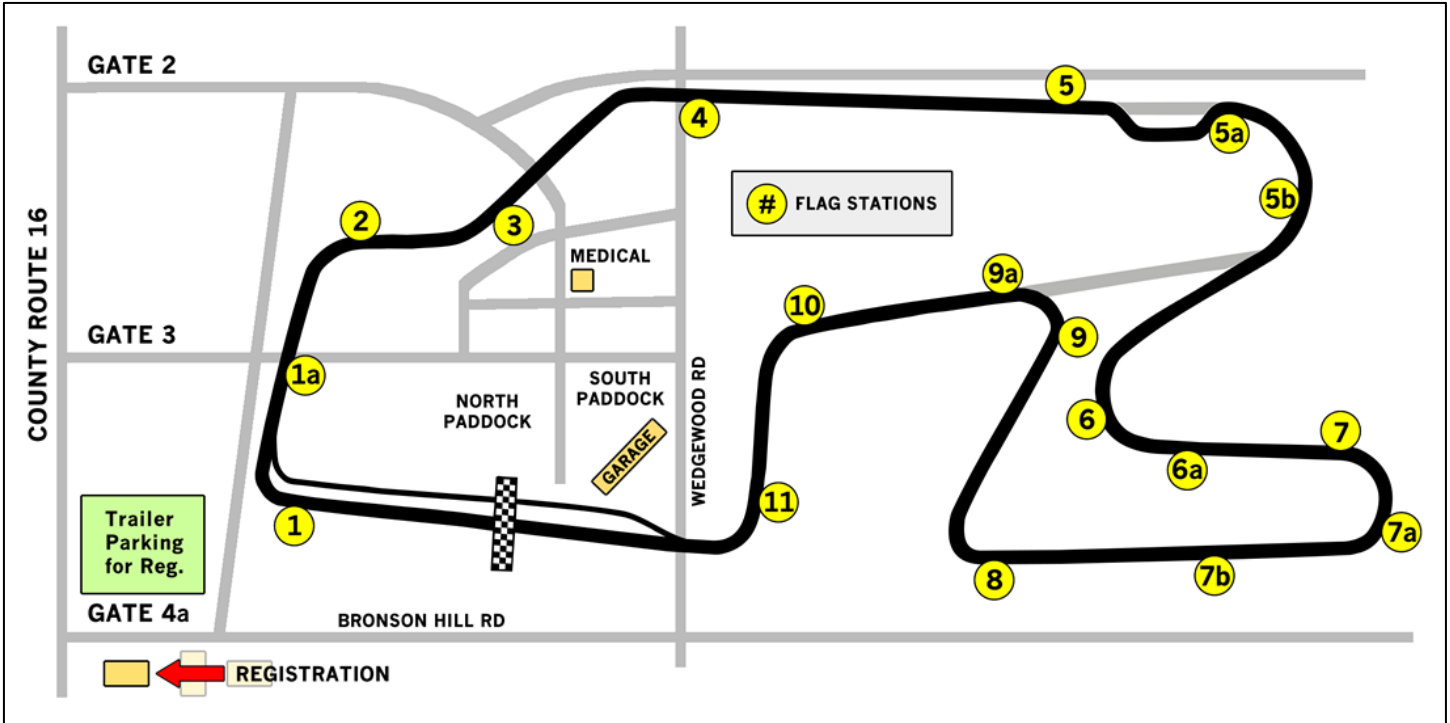 GATE 2
5
4
5a
2
3
# FLAG STATIONS
5b
COUNTY ROUTE 16
MEDICAL
9a
10
GATE 3
9
1a
SOUTH
PADDOCK
NORTH
PADDOCK
WEDGEWOOD RD
6
7
GARAGE
6a
11
1
Trailer
Parking
for Reg.
7a
8
7b
GATE 4a
BRONSON HILL RD
REGISTRATION